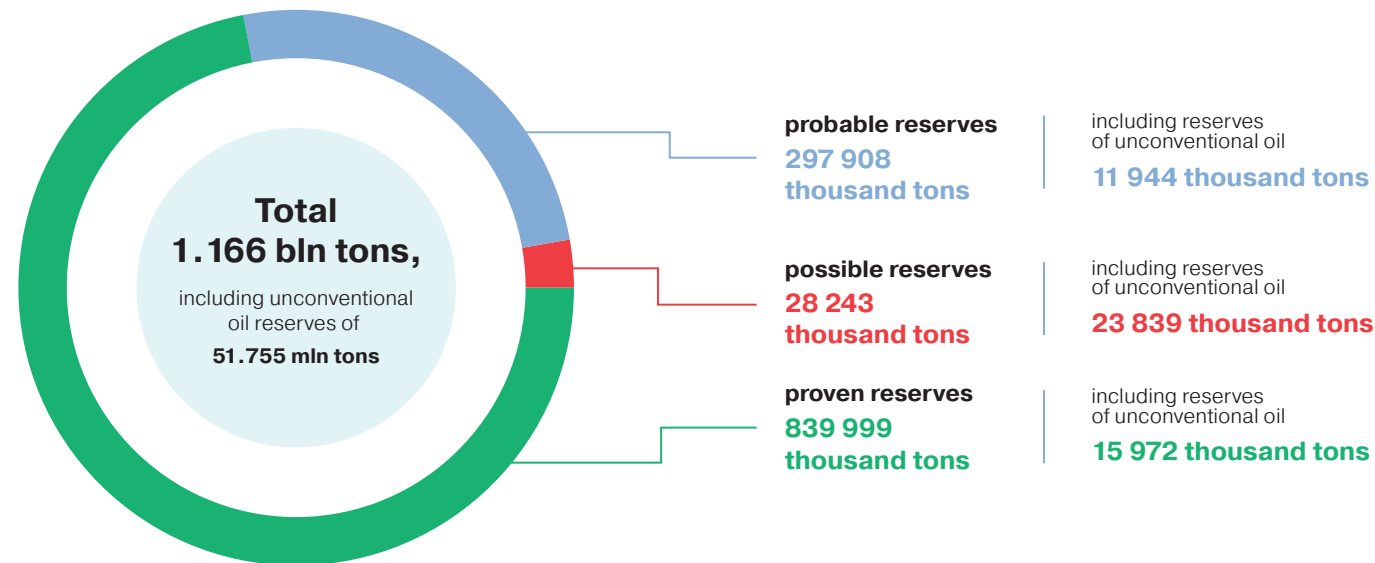 Total
1.166 bln tons,
including unconventional
oil reserves of
51.755 mln tons
probable reserves
297 908
thousand tons
including reserves
of unconventional oil
11 944 thousand tons
possible reserves
28 243
thousand tons
including reserves
of unconventional oil
23 839 thousand tons
proven reserves
839 999
thousand tons
including reserves
of unconventional oil
15 972 thousand tons